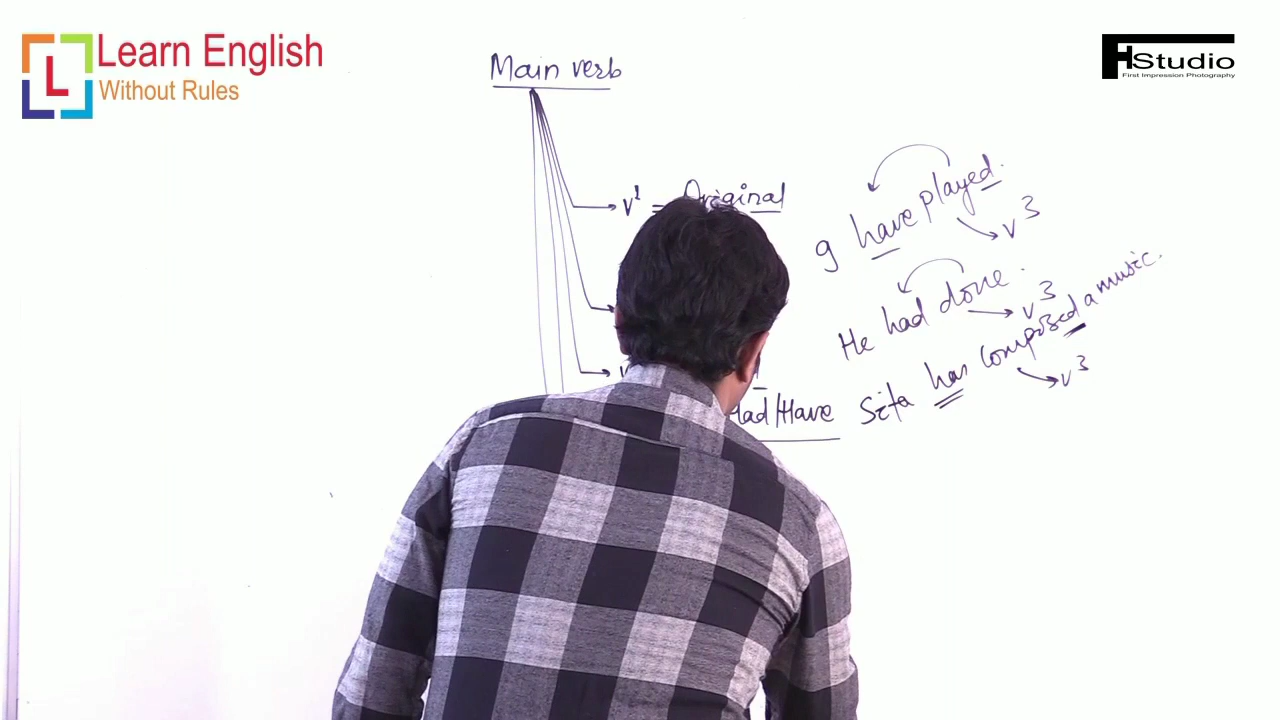 Learn English
Without Rules
HStudio
First Impression Photography
Main verb
V¹ = Original
g have played.
V³
He had done.
V³
Sita has composed a music.
V³
Had/Have